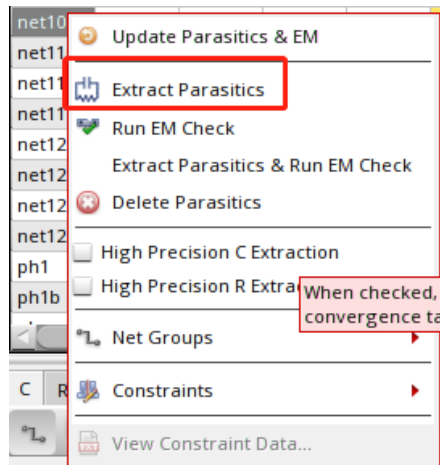 net10
Update Parasitics & EM
net11
net11
Extract Parasitics
net11
Run EM Check
net12
Extract Parasitics & Run EM Check
net12
net12
Delete Parasitics
net12
High Precision C Extraction
ph1
High Precision R Extra
ph1b
When checked,
convergence ta
Net Groups
C R
Constraints
View Constraint Data...